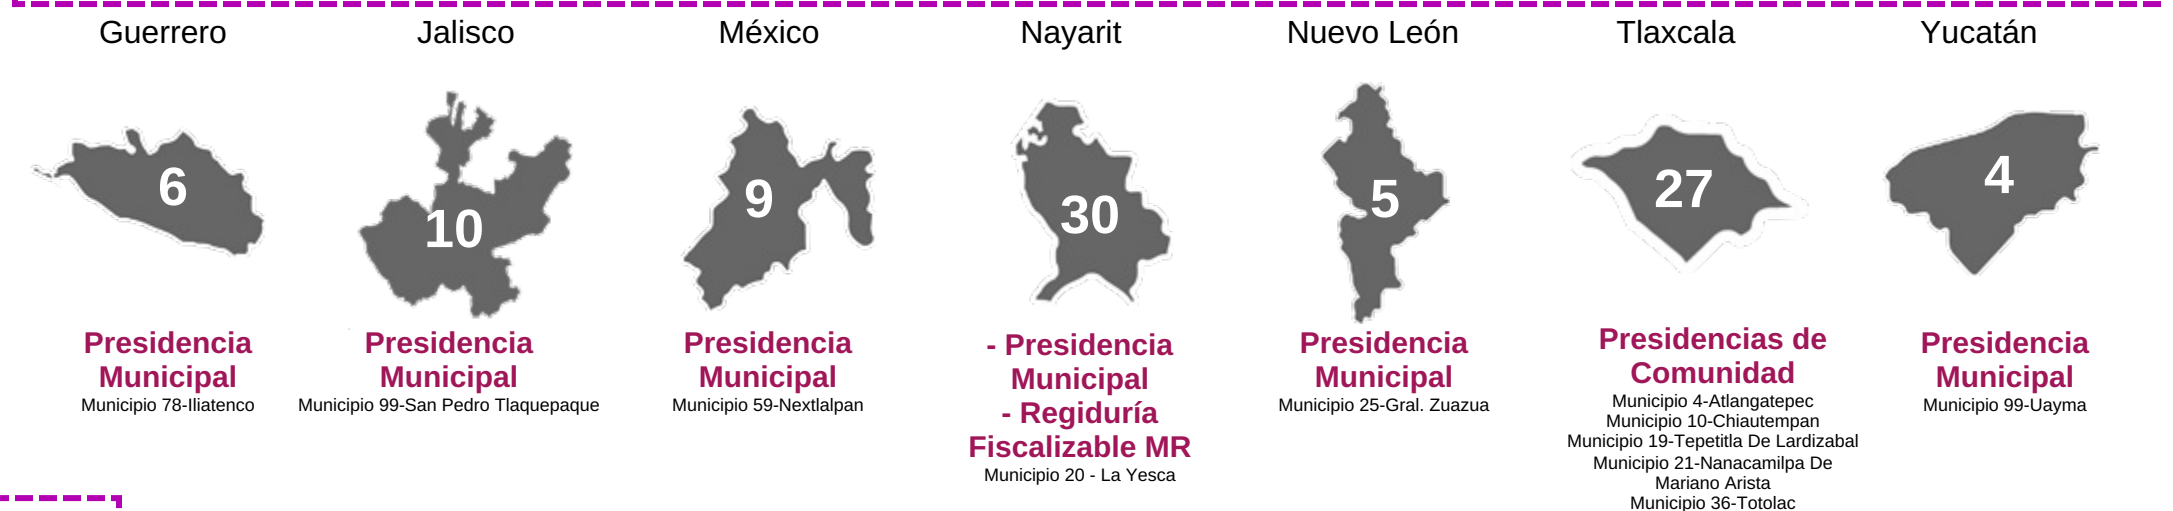 Guerrero
6
Presidencia
Municipal
Municipio 78-Iliatenco
Jalisco
10
Presidencia
Municipal
Municipio 99-San Pedro Tlaquepaque
México
9
Presidencia
Municipal
Municipio 59-Nextlalpan
Nayarit
30
- Presidencia
Municipal
- Regiduría
Fiscalizable MR
Municipio 20 - La Yesca
Nuevo León
5
Presidencia
Municipal
Municipio 25-Gral. Zuazua
Tlaxcala
27
Presidencias de
Comunidad
Municipio 4-Atlangatepec
Municipio 10-Chiautempan
Municipio 19-Tepetitla De Lardizabal
Municipio 21-Nanacamilpa De
Mariano Arista
Municipio 36-Totolac
Yucatán
4
Presidencia
Municipal
Municipio 99-Uayma